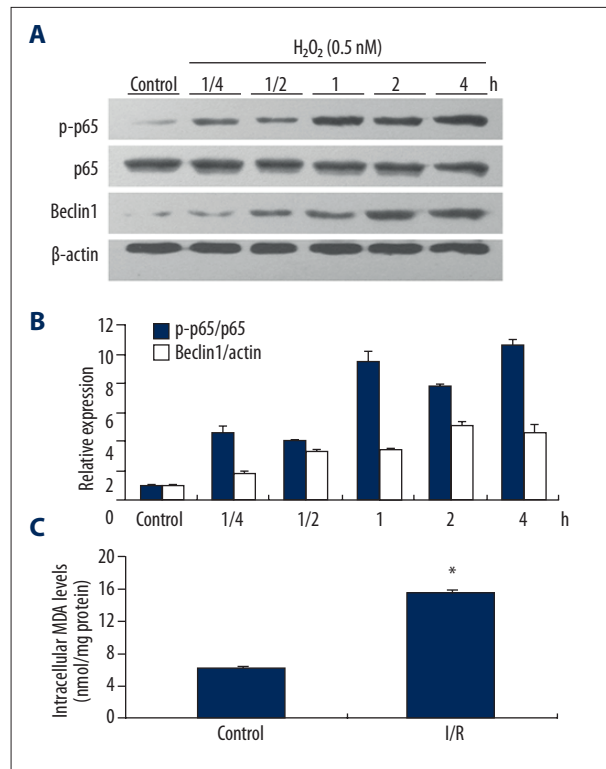 A
H₂O₂ (0.5 nM)
Control 1/4 1/2 1 2 4 h
p-p65
p65
Beclin1
β-actin
B
p-p65/p65
Beclin1/actin
Relative expression
12
10
8
6
4
2
0
Control 1/4 1/2 1 2 4 h
C
Intracellular MDA levels
(nmol/mg protein)
20
16
12
8
4
0
*
Control I/R